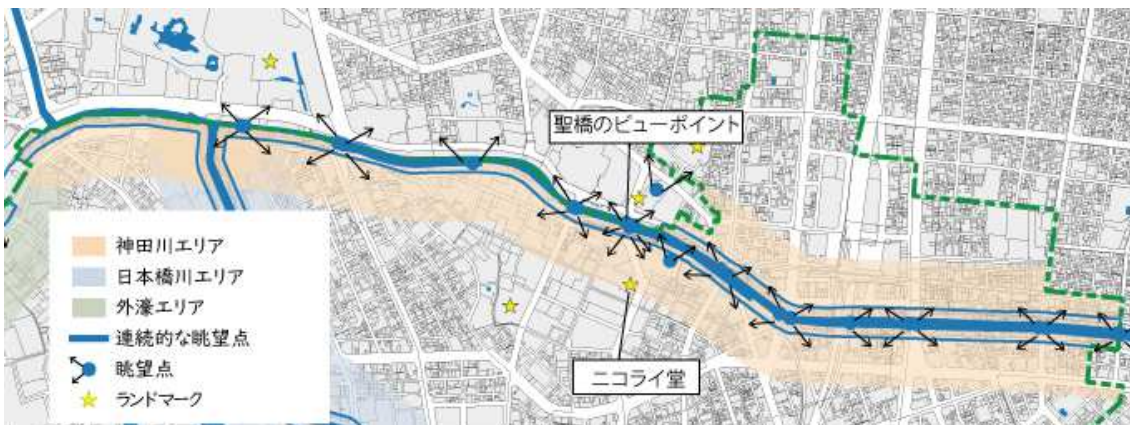 聖橋のビューポイント
ニコライ堂
神田川エリア
日本橋川エリア
外濠エリア
連続的な眺望点
眺望点
ランドマーク